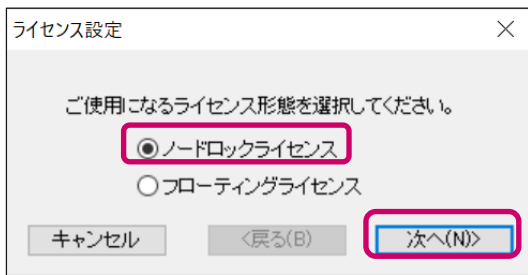 ライセンス設定
ご使用になるライセンス形態を選択してください。
ノードロックライセンス
フローティングライセンス
キャンセル <戻る(B) 次へ(N)>